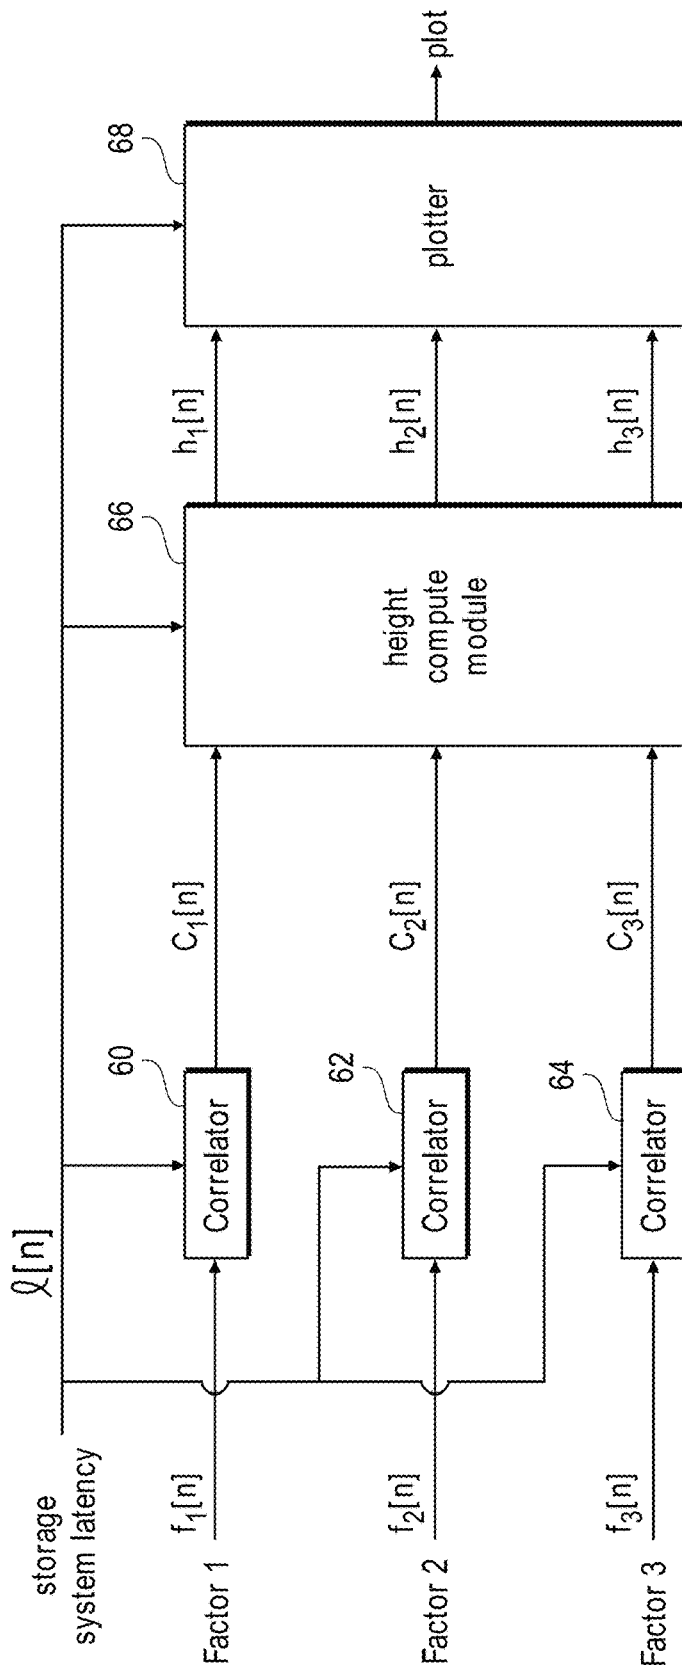 storage
system latency
ℓ[n]
Factor 1
f₁[n]
Correlator
60
C₁[n]
Factor 2
f₂[n]
Correlator
62
C₂[n]
Factor 3
f₃[n]
Correlator
64
C₃[n]
height
compute
module
66
h₁[n]
h₂[n]
h₃[n]
plotter
68
plot